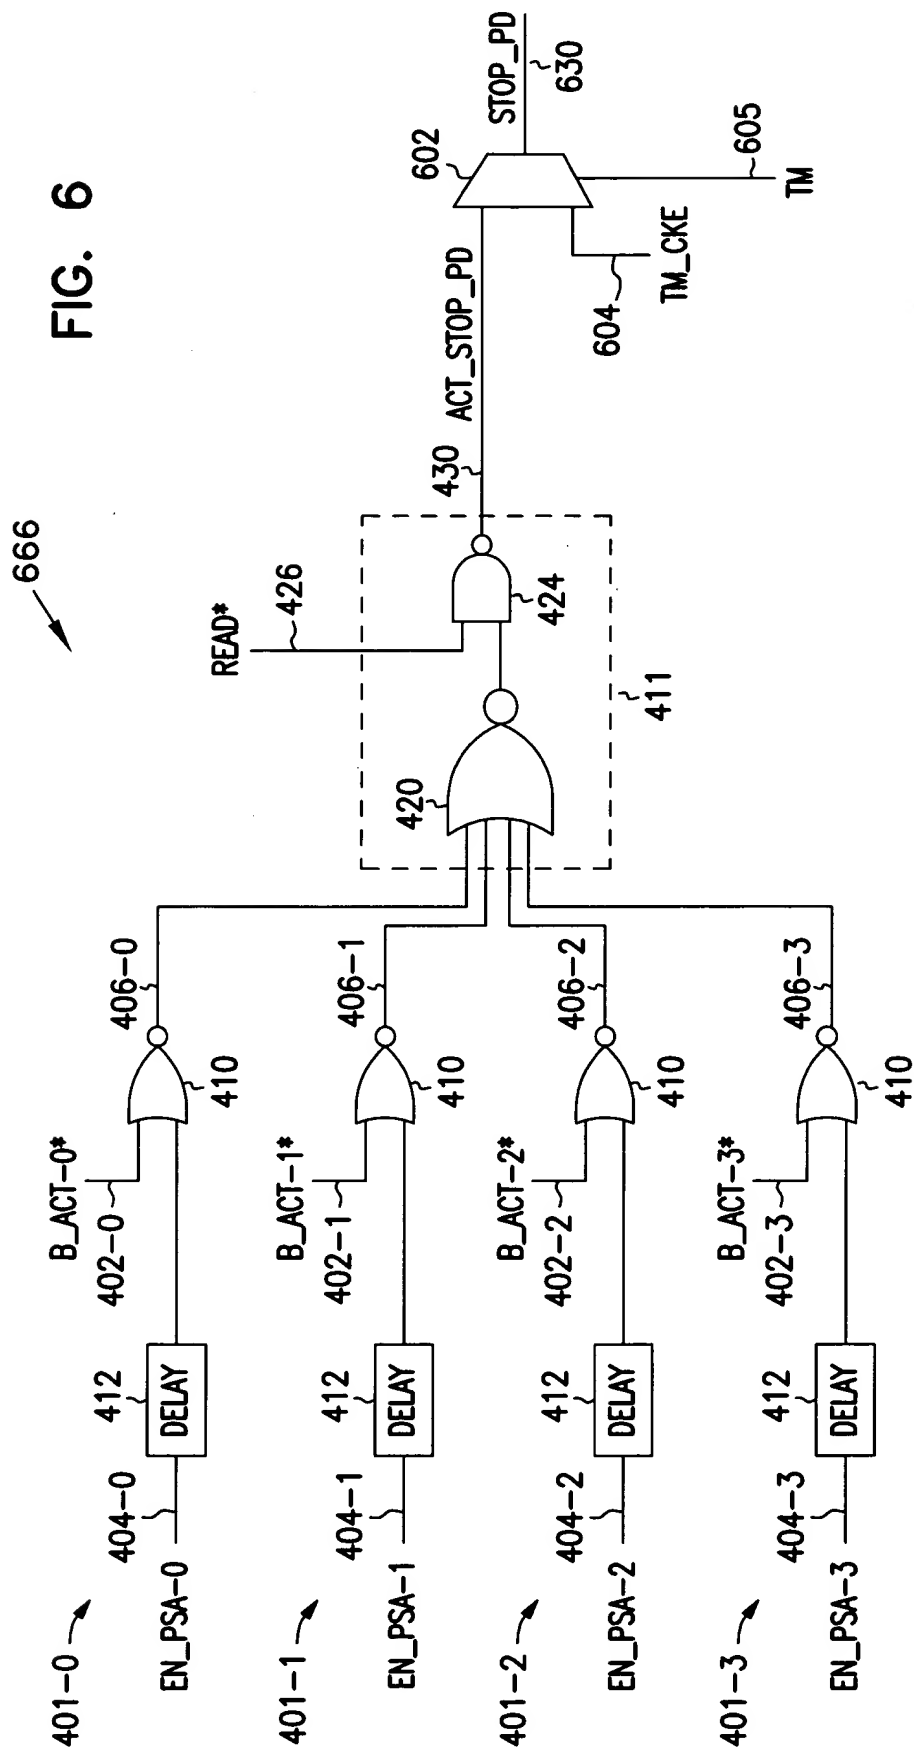 FIG. 6
666
401-0
EN_PSA-0
404-0
412
DELAY
B_ACT-0*
402-0
410
406-0
401-1
EN_PSA-1
404-1
412
DELAY
B_ACT-1*
402-1
410
406-1
401-2
EN_PSA-2
404-2
412
DELAY
B_ACT-2*
402-2
410
406-2
401-3
EN_PSA-3
404-3
412
DELAY
B_ACT-3*
402-3
410
406-3
420
READ*
426
424
411
430
ACT_STOP_PD
602
STOP_PD
630
604
TM_CKE
605
TM